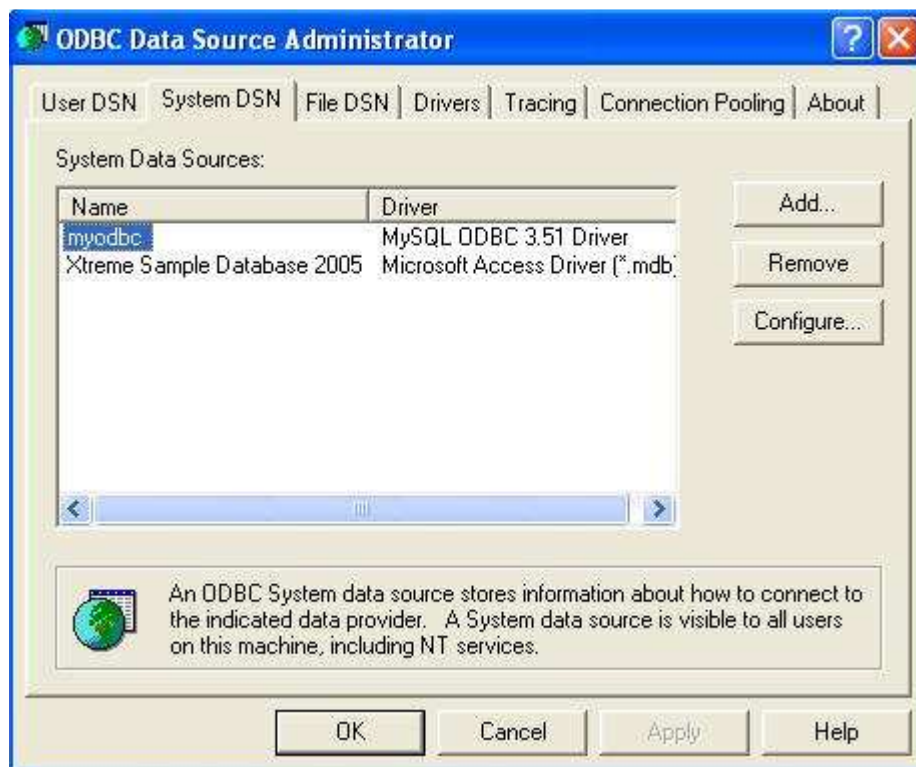 ODBC Data Source Administrator
User DSN System DSN File DSN Drivers Tracing Connection Pooling About
System Data Sources:
Name Driver
myodbc MySQL ODBC 3.51 Driver
Xtreme Sample Database 2005 Microsoft Access Driver (*.mdb)
Add...
Remove
Configure...
An ODBC System data source stores information about how to connect to
the indicated data provider. A System data source is visible to all users
on this machine, including NT services.
OK Cancel Apply Help